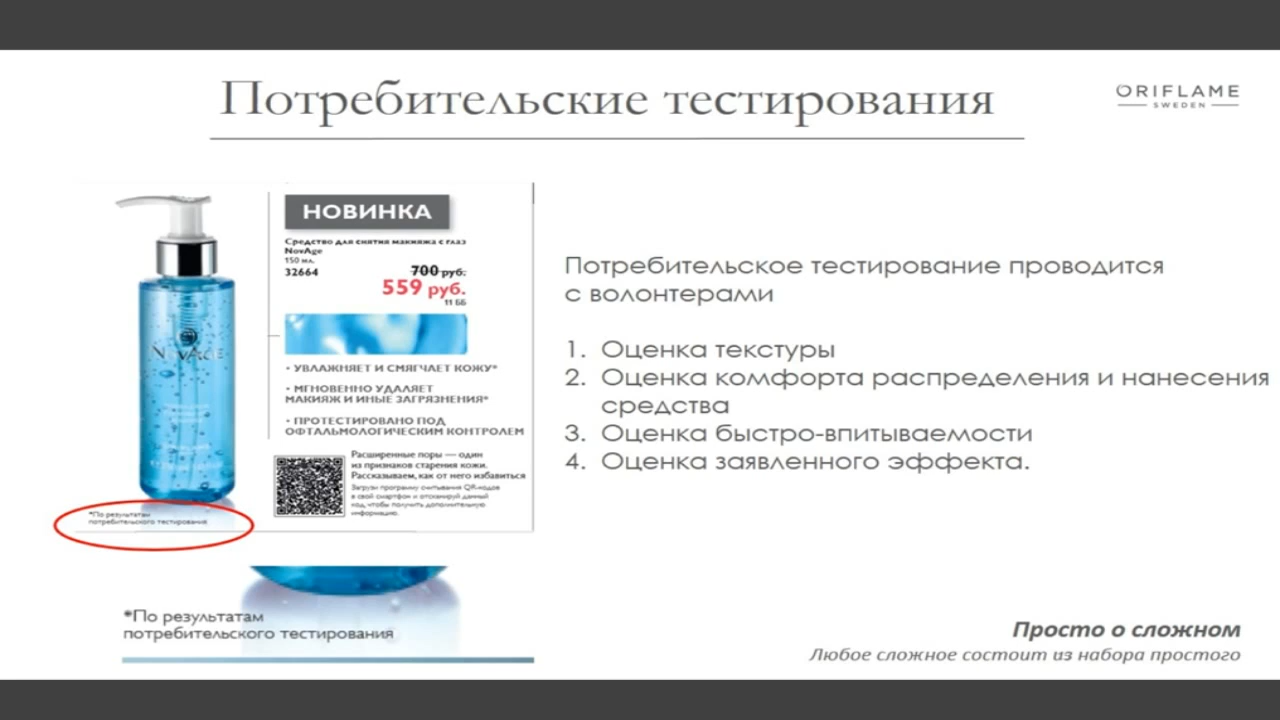 Потребительские тестирования
ORIFLAME
SWEDEN
НОВИНКА
Средство для снятия макияжа с глаз
NovAge
150 мл.
32664
700 руб.
559 руб.
11 ББ
NOVAGE
• УВЛАЖНЯЕТ И СМЯГЧАЕТ КОЖУ*
• МГНОВЕННО УДАЛЯЕТ
МАКИЯЖ И ИНЫЕ ЗАГРЯЗНЕНИЯ*
• ПРОТЕСТИРОВАНО ПОД
ОФТАЛЬМОЛОГИЧЕСКИМ КОНТРОЛЕМ
Расширенные поры — один
из признаков старения кожи.
Рассказываем, как от него избавиться
Загрузи программу считывания QR-кодов
в свой смартфон и отсканируй данный
код, чтобы получить дополнительную
информацию.
*По результатам
потребительского тестирования
*По результатам
потребительского тестирования
Потребительское тестирование проводится
с волонтерами
1. Оценка текстуры
2. Оценка комфорта распределения и нанесения
средства
3. Оценка быстро-впитываемости
4. Оценка заявленного эффекта.
Просто о сложном
Любое сложное состоит из набора простого